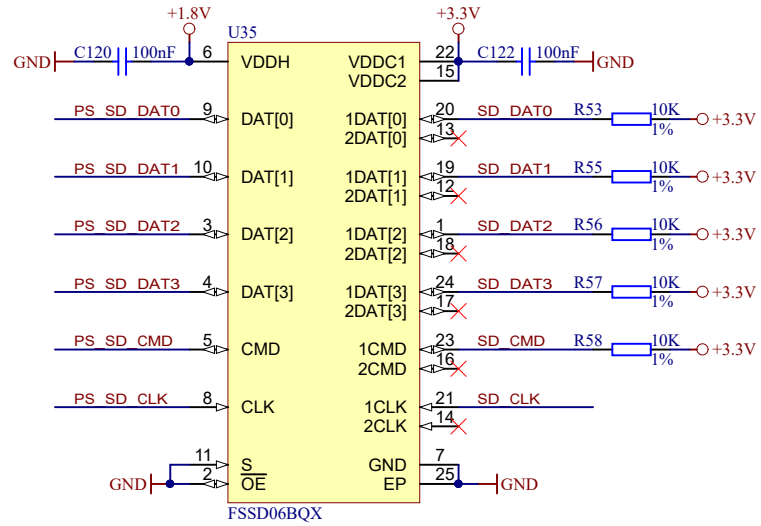 +1.8V +3.3V
U35
C120 100nF 6 VDDH VDDC1 22 C122 100nF
GND GND
VDDC2 15
PS_SD_DAT0 9 DAT[0] 1DAT[0] 20 SD_DAT0 R53 10K +3.3V
2DAT[0] 13 1%
PS_SD_DAT1 10 DAT[1] 1DAT[1] 19 SD_DAT1 R55 10K +3.3V
2DAT[1] 12 1%
PS_SD_DAT2 3 DAT[2] 1DAT[2] 1 SD_DAT2 R56 10K +3.3V
2DAT[2] 18 1%
PS_SD_DAT3 4 DAT[3] 1DAT[3] 24 SD_DAT3 R57 10K +3.3V
2DAT[3] 17 1%
PS_SD_CMD 5 CMD 1CMD 23 SD_CMD R58 10K +3.3V
2CMD 16 1%
PS_SD_CLK 8 CLK 1CLK 21 SD_CLK
2CLK 14
11 S GND 7
GND 2 OE EP 25 GND
FSSD06BQX